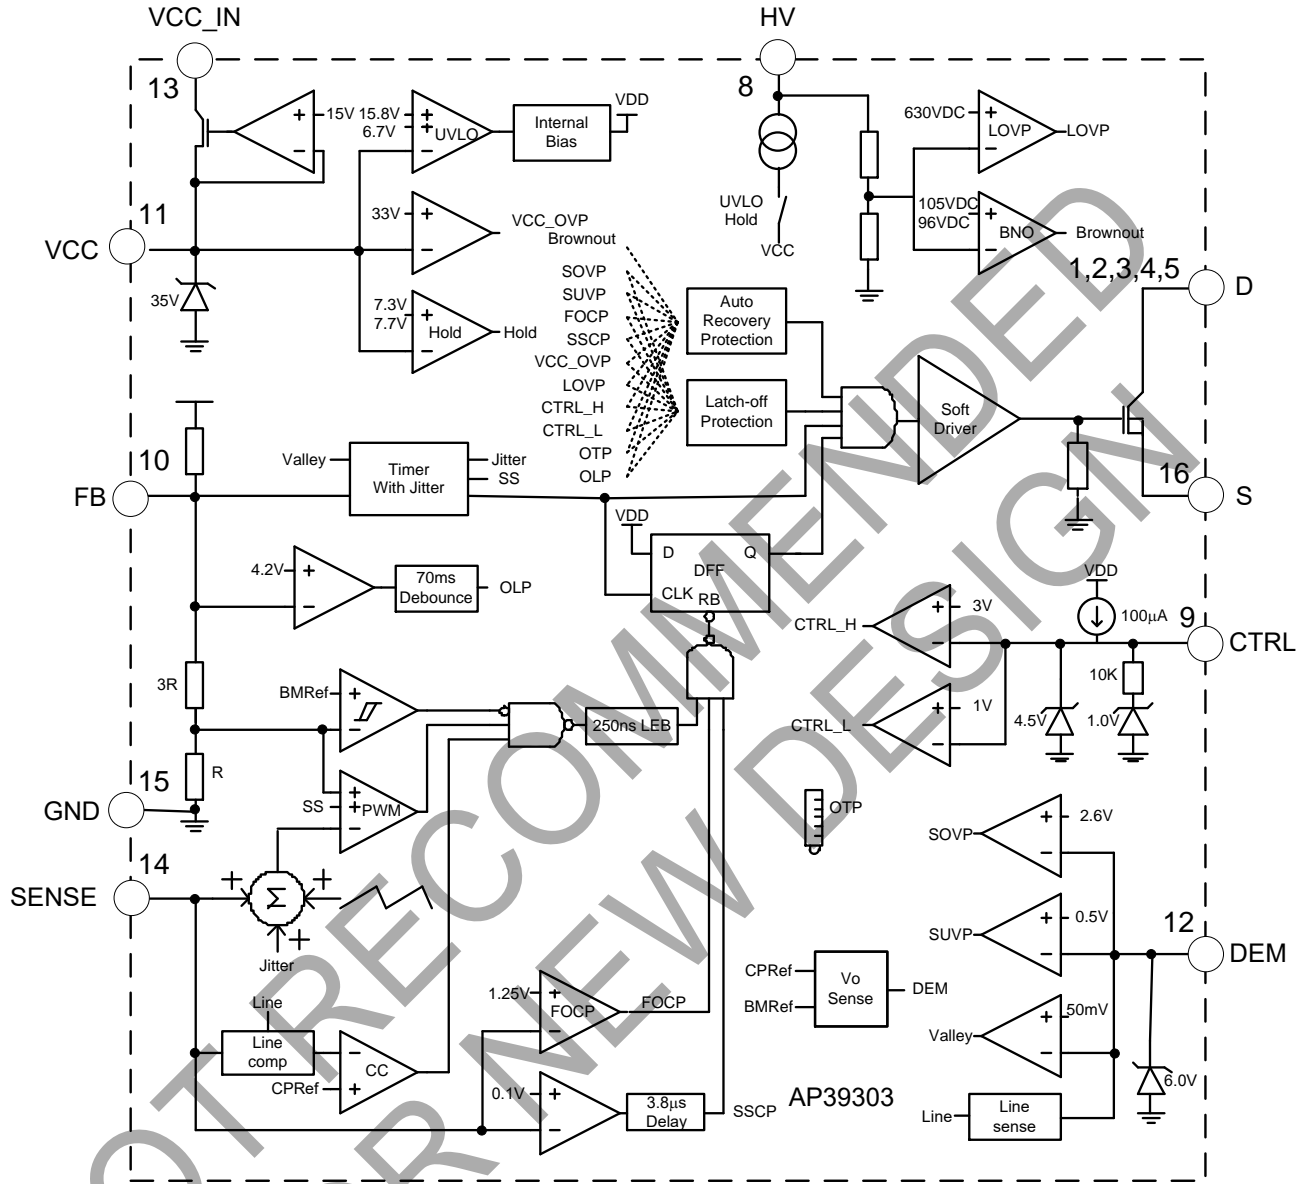 VCC_IN
HV
13
8
15V
15.8V
6.7V
UVLO
Internal
Bias
VDD
630VDC
LOVP
LOVP
11
VCC
33V
VCC_OVP
Brownout
UVLO
Hold
VCC
105VDC
96VDC
BNO
Brownout
1,2,3,4,5
D
35V
7.3V
7.7V
Hold
Hold
SOVP
SUVP
FOCP
SSCP
VCC_OVP
LOVP
CTRL_H
CTRL_L
OTP
OLP
Auto
Recovery
Protection
Latch-off
Protection
Soft
Driver
10
FB
Valley
Timer
With Jitter
Jitter
SS
16
S
VDD
D
Q
DFF
CLK
RB
4.2V
70ms
Debounce
OLP
VDD
100µA
9
CTRL
CTRL_H
3V
10K
CTRL_L
1V
4.5V
1.0V
3R
BMRef
250ns LEB
R
15
GND
SS
PWM
OTP
14
SENSE
Σ
Jitter
SOVP
2.6V
SUVP
0.5V
12
DEM
CPRef
BMRef
Vo
Sense
DEM
Valley
50mV
6.0V
Line
Line
comp
CPRef
CC
1.25V
FOCP
FOCP
0.1V
3.8µs
Delay
SSCP
AP39303
Line
Line
sense
NOT RECOMMENDED
FOR NEW DESIGN